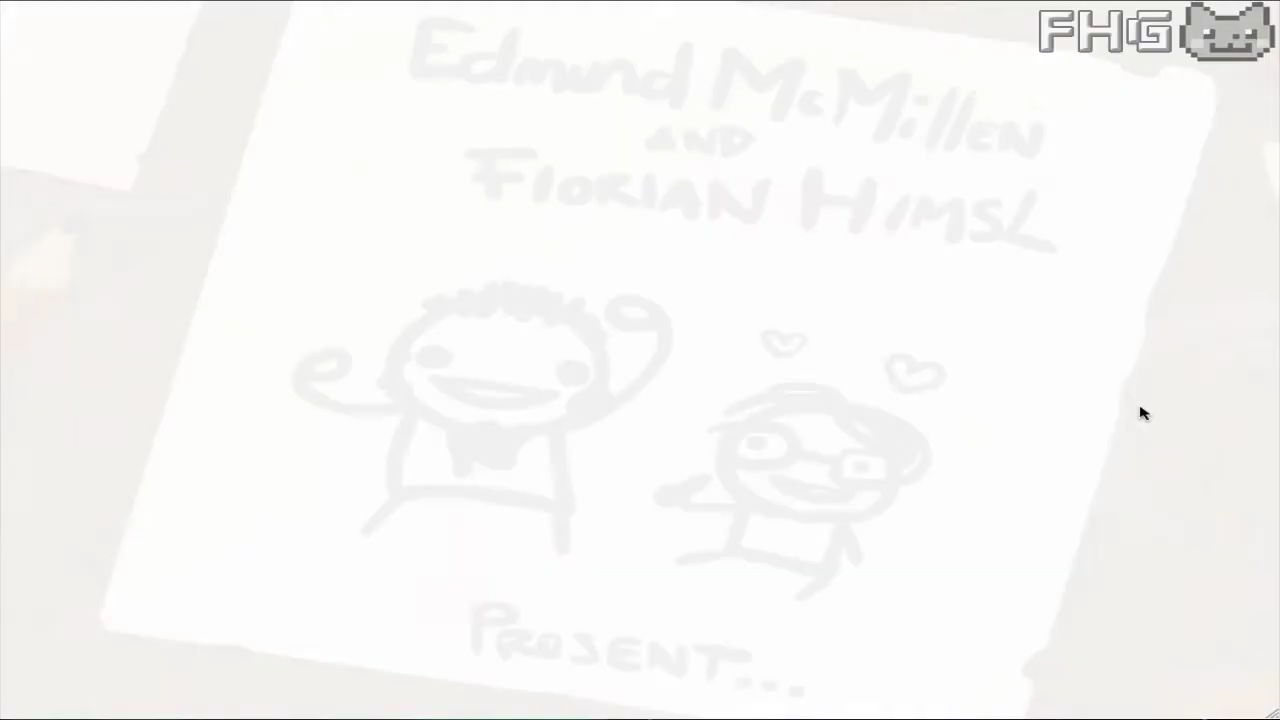 FHG
Edmund McMillen
AND
FLORIAN HIMSL
PRESENT...